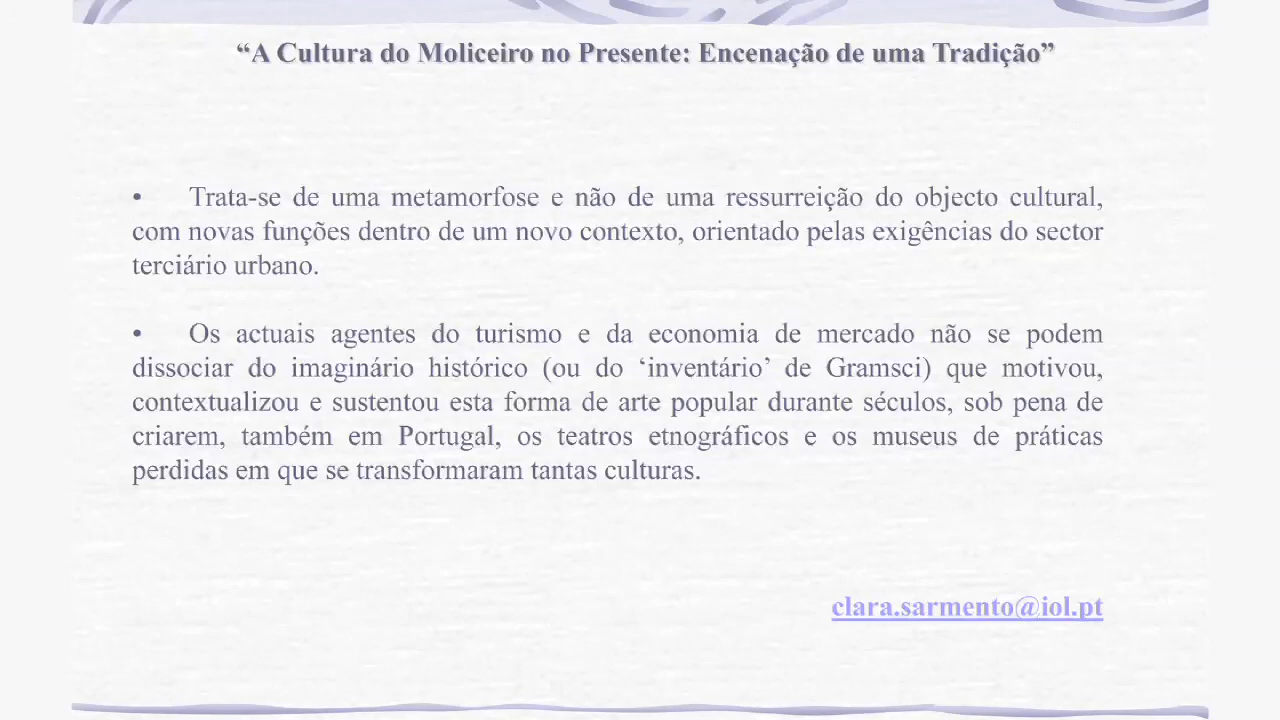 “A Cultura do Moliceiro no Presente: Encenação de uma Tradição”
• Trata-se de uma metamorfose e não de uma ressurreição do objecto cultural,
com novas funções dentro de um novo contexto, orientado pelas exigências do sector
terciário urbano.
• Os actuais agentes do turismo e da economia de mercado não se podem
dissociar do imaginário histórico (ou do ‘inventário’ de Gramsci) que motivou,
contextualizou e sustentou esta forma de arte popular durante séculos, sob pena de
criarem, também em Portugal, os teatros etnográficos e os museus de práticas
perdidas em que se transformaram tantas culturas.
clara.sarmento@iol.pt